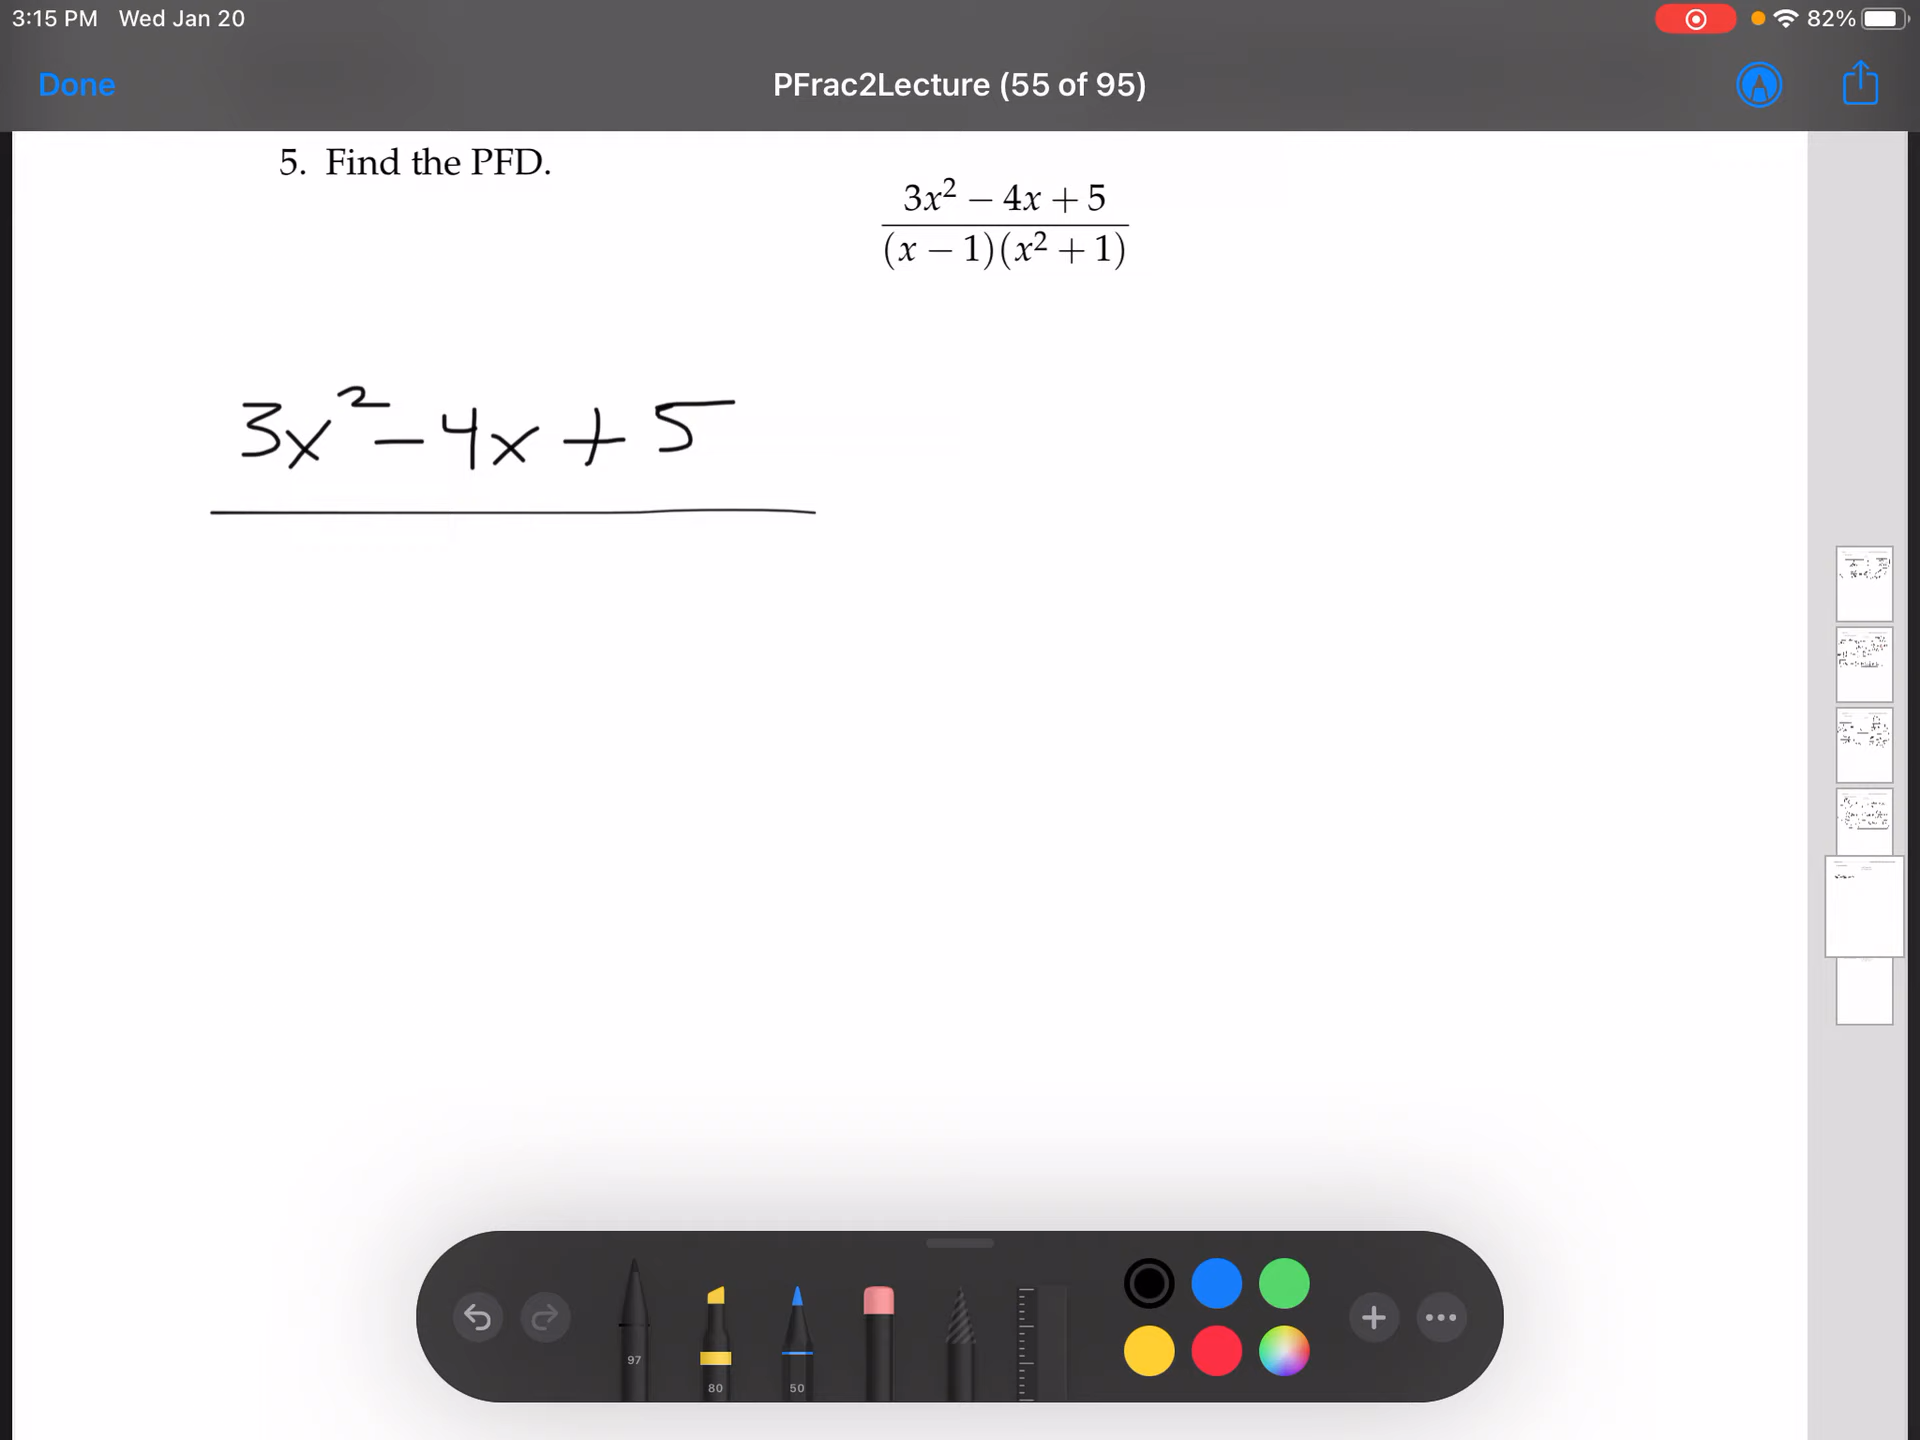 3:15 PM Wed Jan 20 82%
Done PFrac2Lecture (55 of 95)
5. Find the PFD.
3x² − 4x + 5
(x − 1)(x² + 1)
3x² − 4x + 5
97 80 50